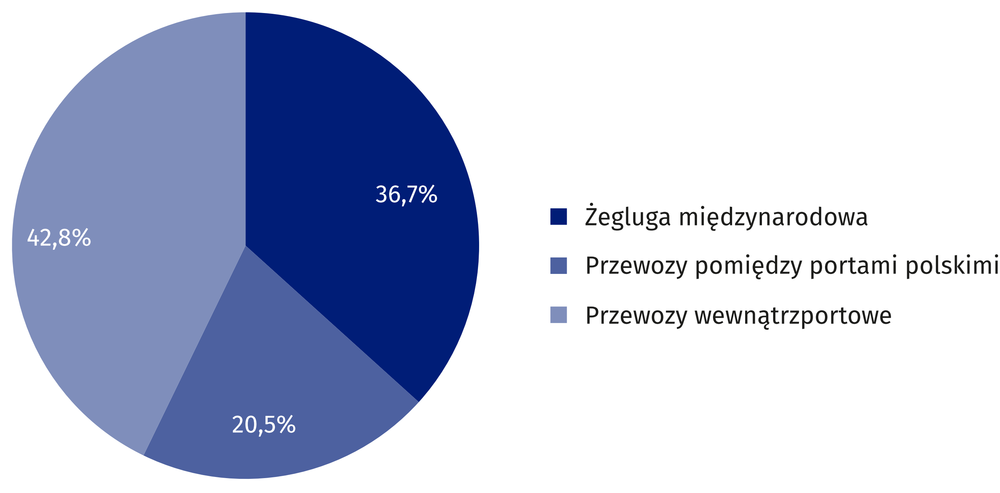 36,7%
42,8%
20,5%
Żegluga międzynarodowa
Przewozy pomiędzy portami polskimi
Przewozy wewnątrzportowe